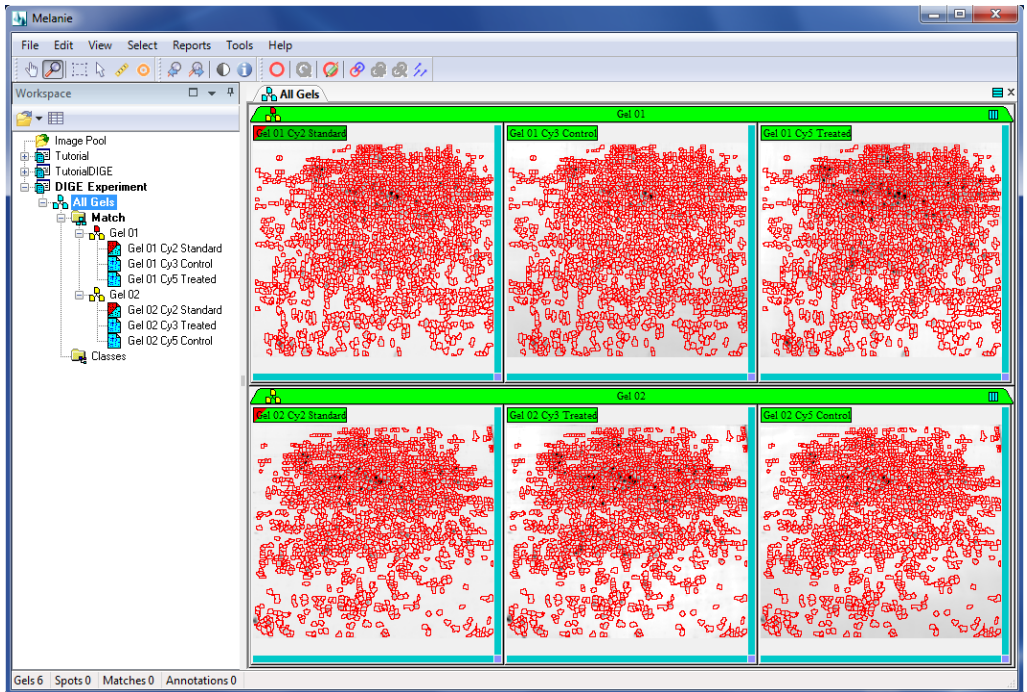 Melanie
File Edit View Select Reports Tools Help
Workspace
All Gels
Image Pool
Tutorial
TutorialDIGE
DIGE Experiment
All Gels
Match
Gel 01
Gel 01 Cy2 Standard
Gel 01 Cy3 Control
Gel 01 Cy5 Treated
Gel 02
Gel 02 Cy2 Standard
Gel 02 Cy3 Treated
Gel 02 Cy5 Control
Classes
Gel 01
Gel 01 Cy2 Standard
Gel 01 Cy3 Control
Gel 01 Cy5 Treated
Gel 02
Gel 02 Cy2 Standard
Gel 02 Cy3 Treated
Gel 02 Cy5 Control
Gels 6 Spots 0 Matches 0 Annotations 0